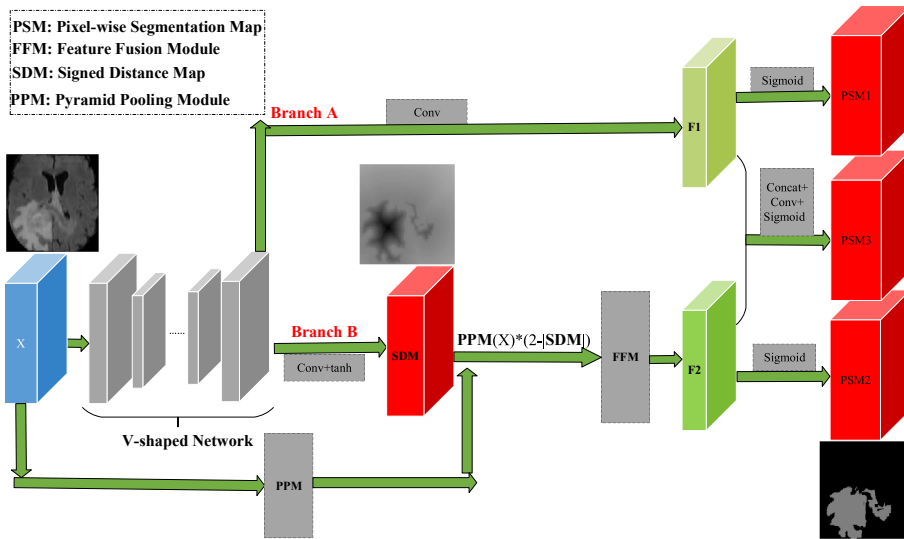 PSM: Pixel-wise Segmentation Map
FFM: Feature Fusion Module
SDM: Signed Distance Map
PPM: Pyramid Pooling Module
Branch A
Conv
F1
Sigmoid
PSM1
Concat+
Conv+
Sigmoid
PSM3
X
......
Branch B
Conv+tanh
SDM
PPM(X)*(2-|SDM|)
FFM
F2
Sigmoid
PSM2
V-shaped Network
PPM